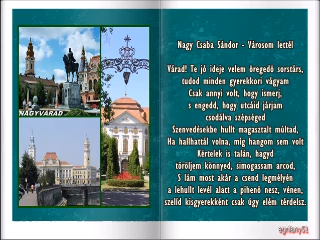 Nagy Csaba Sándor - Városom lettél
Várad! Te jó ideje velem öregedő sorstárs,
tudod minden gyerekkori vágyam
Csak annyi volt, hogy ismerj,
s engedd, hogy utcáid járjam
csodálva szépséged
Szenvedésekbe hullt magasztalt múltad,
Ha hallhattál volna, míg hangom sem volt
Kértelek is talán, hagyd
töröljem könnyed, simogassam arcod,
S lám most akár a csend legmélyén
a lehullt levél alatt a pihenő nesz, vénen,
szelíd kisgyerekként csak úgy elém térdelsz.
NAGYVÁRAD
agnlany51